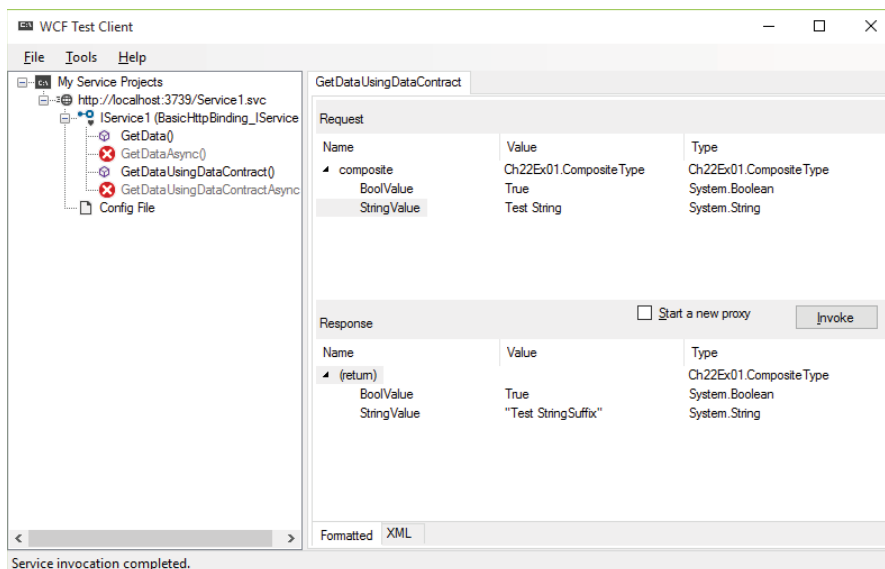 WCF Test Client
File Tools Help
My Service Projects
http://localhost:3739/Service1.svc
IService1 (BasicHttpBinding_IService
GetData()
GetDataAsync()
GetDataUsingDataContract()
GetDataUsingDataContractAsync
Config File
GetDataUsingDataContract
Request
Name Value Type
composite Ch22Ex01.CompositeType Ch22Ex01.CompositeType
BoolValue True System.Boolean
StringValue Test String System.String
Response Start a new proxy Invoke
Name Value Type
(return) Ch22Ex01.CompositeType
BoolValue True System.Boolean
StringValue "Test StringSuffix" System.String
Formatted XML
Service invocation completed.